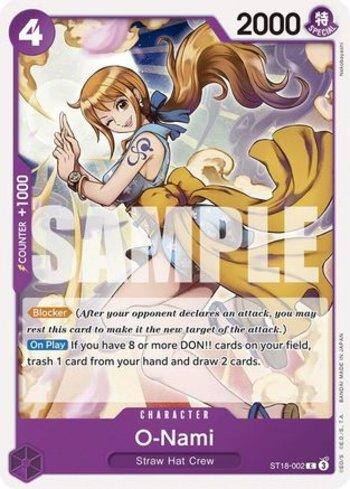 4
2000
特
SPECIAL
Nakabayashi
COUNTER +1000
SAMPLE
Blocker (After your opponent declares an attack, you may
rest this card to make it the new target of the attack.)
On Play If you have 8 or more DON!! cards on your field,
trash 1 card from your hand and draw 2 cards.
CHARACTER
O-Nami
Straw Hat Crew
ST18-002 C 3
©E.O./S. ©E.O./S., T.A. BANDAI MADE IN JAPAN